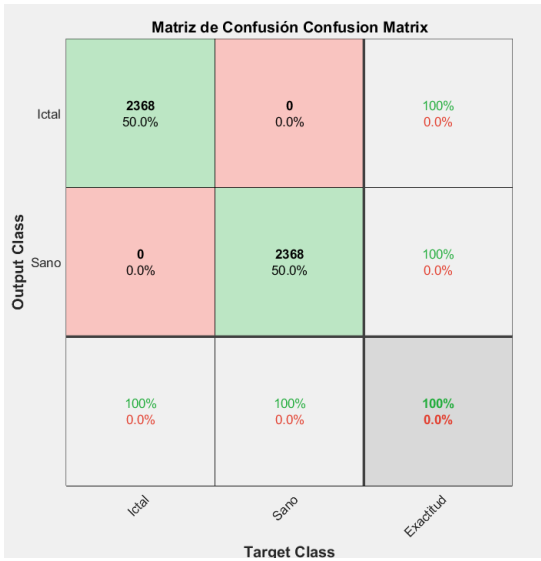 Matriz de Confusión Confusion Matrix
Ictal
2368
50.0%
0
0.0%
100%
0.0%
Sano
0
0.0%
2368
50.0%
100%
0.0%
100%
0.0%
100%
0.0%
100%
0.0%
Output Class
Ictal
Sano
Exactitud
Target Class